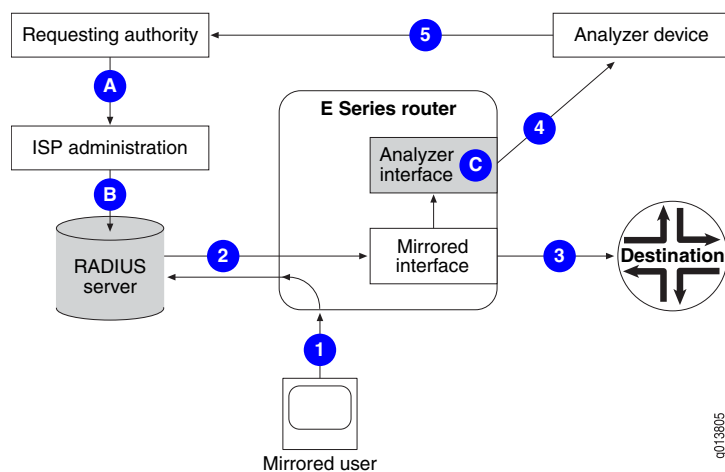 Requesting authority
5
Analyzer device
A
E Series router
4
ISP administration
Analyzer
interface
C
B
RADIUS
server
2
Mirrored
interface
3
Destination
1
Mirrored user
g013805